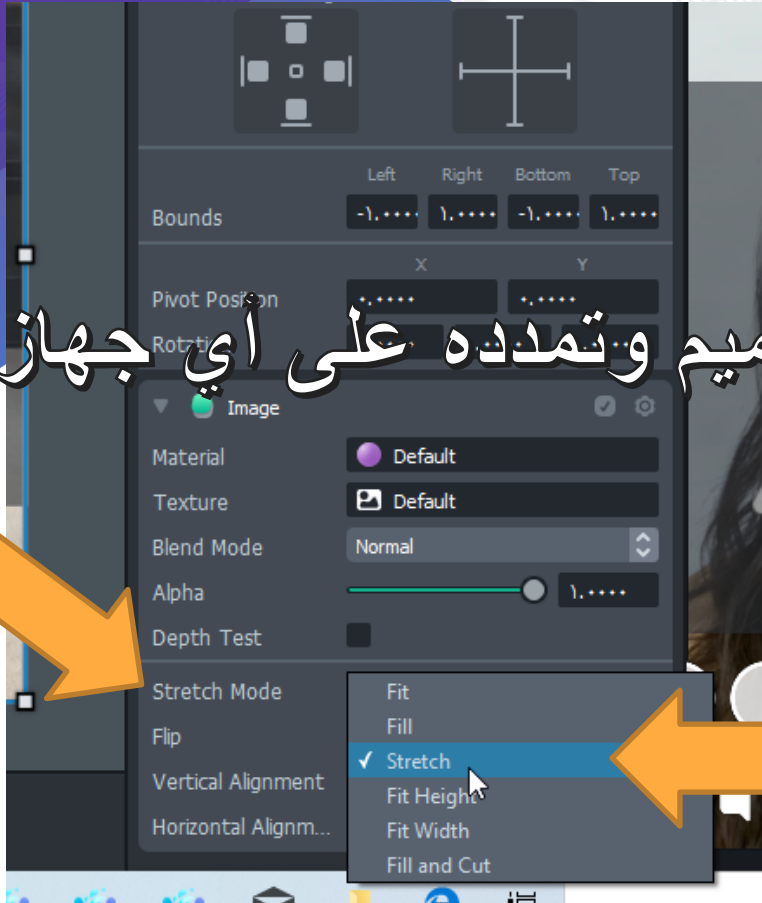 Left Right Bottom Top
Bounds -١.٠٠٠٠ ١.٠٠٠٠ -١.٠٠٠٠ ١.٠٠٠٠
X Y
Pivot Position ٠.٠٠٠٠ ٠.٠٠٠٠
وتمدده على أي جهاز
Image
Material Default
Texture Default
Blend Mode Normal
Alpha ١.٠٠٠٠
Depth Test
Stretch Mode Fit
Flip Fill
✓ Stretch
Vertical Alignment Fit Height
Horizontal Alignm... Fit Width
Fill and Cut